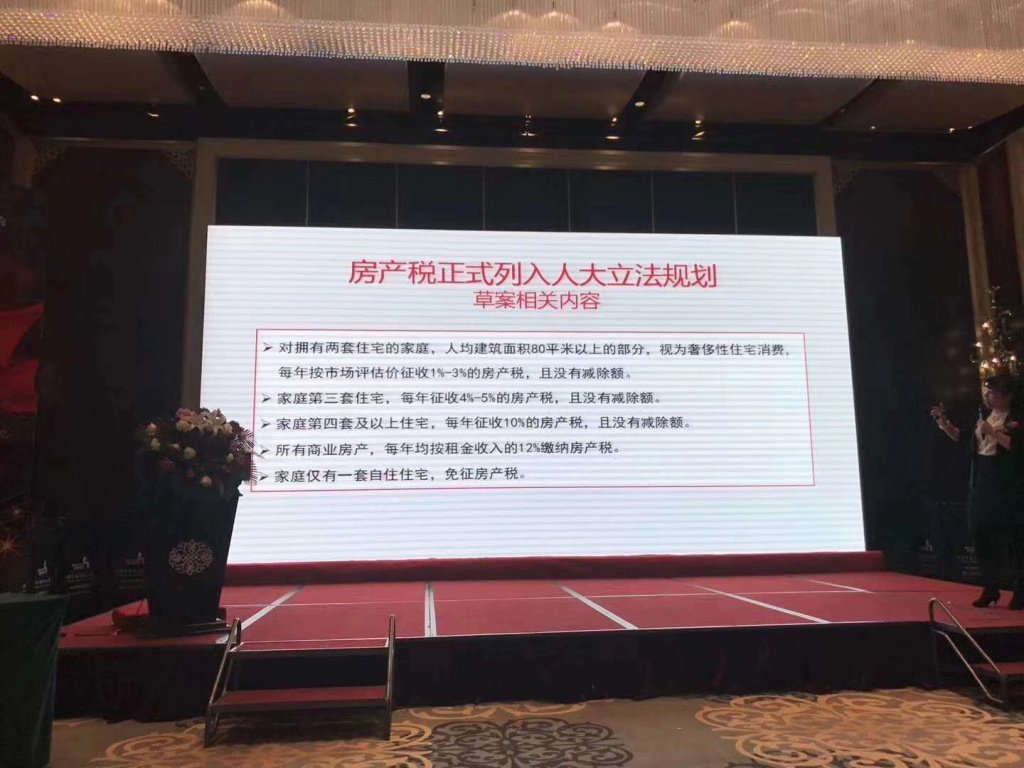 房产税正式列入人大立法规划
草案相关内容
➢ 对拥有两套住宅的家庭，人均建筑面积80平米以上的部分，视为奢侈性住宅消费，
每年按市场评估价征收1%-3%的房产税，且没有减除额。
➢ 家庭第三套住宅，每年征收4%-5%的房产税，且没有减除额。
➢ 家庭第四套及以上住宅，每年征收10%的房产税，且没有减除额。
➢ 所有商业房产，每年均按租金收入的12%缴纳房产税。
➢ 家庭仅有一套自住住宅，免征房产税。